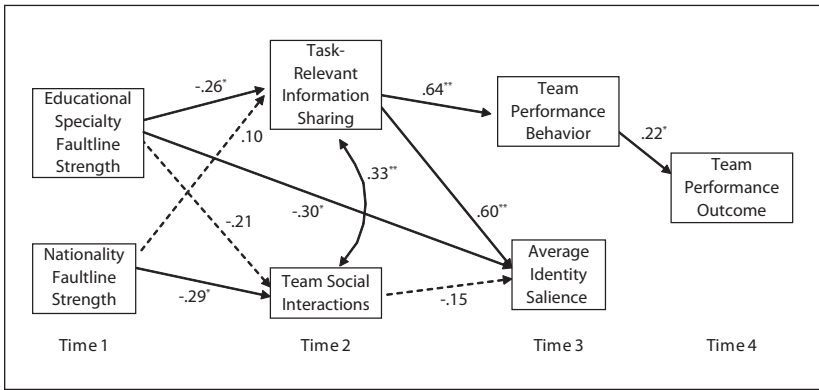 Educational
Specialty
Faultline
Strength
Nationality
Faultline
Strength
Task-
Relevant
Information
Sharing
Team Social
Interactions
Team
Performance
Behavior
Average
Identity
Salience
Team
Performance
Outcome
-.26*
.10
-.21
-.30*
-.29*
.33**
.64**
.60**
-.15
.22*
Time 1
Time 2
Time 3
Time 4